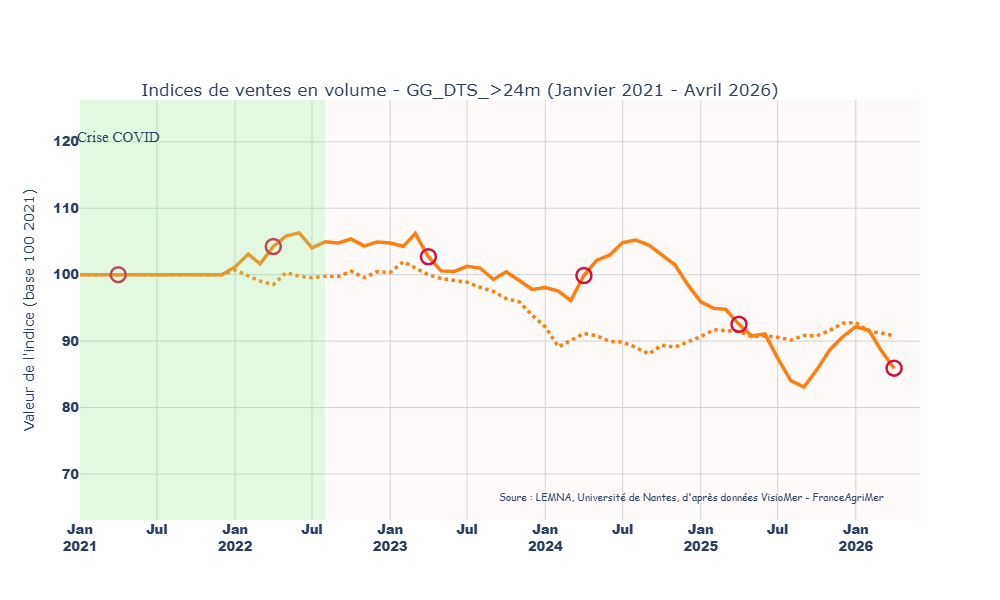 Indices de ventes en volume - GG_DTS_>24m (Janvier 2021 - Avril 2026)
Crise COVID
Valeur de l'indice (base 100 2021)
120
110
100
90
80
70
Soure : LEMNA, Université de Nantes, d'après données VisioMer - FranceAgriMer
Jan Jul Jan Jul Jan Jul Jan Jul Jan Jul Jan
2021 2022 2023 2024 2025 2026